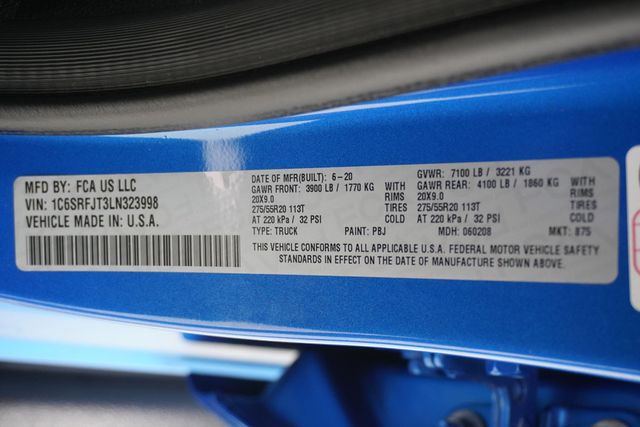 MFD BY: FCA US LLC
VIN: 1C6SRFJT3LN323998
VEHICLE MADE IN: U.S.A.
DATE OF MFR(BUILT): 6-20 GVWR: 7100 LB / 3221 KG
GAWR FRONT: 3900 LB / 1770 KG WITH GAWR REAR: 4100 LB / 1860 KG WITH
20X9.0 RIMS 20X9.0 RIMS
275/55R20 113T TIRES 275/55R20 113T TIRES
AT 220 kPa / 32 PSI COLD AT 220 kPa / 32 PSI COLD
TYPE: TRUCK PAINT: PBJ MDH: 060208 MKT: 875
THIS VEHICLE CONFORMS TO ALL APPLICABLE U.S.A. FEDERAL MOTOR VEHICLE SAFETY
STANDARDS IN EFFECT ON THE DATE OF MANUFACTURE SHOWN ABOVE.